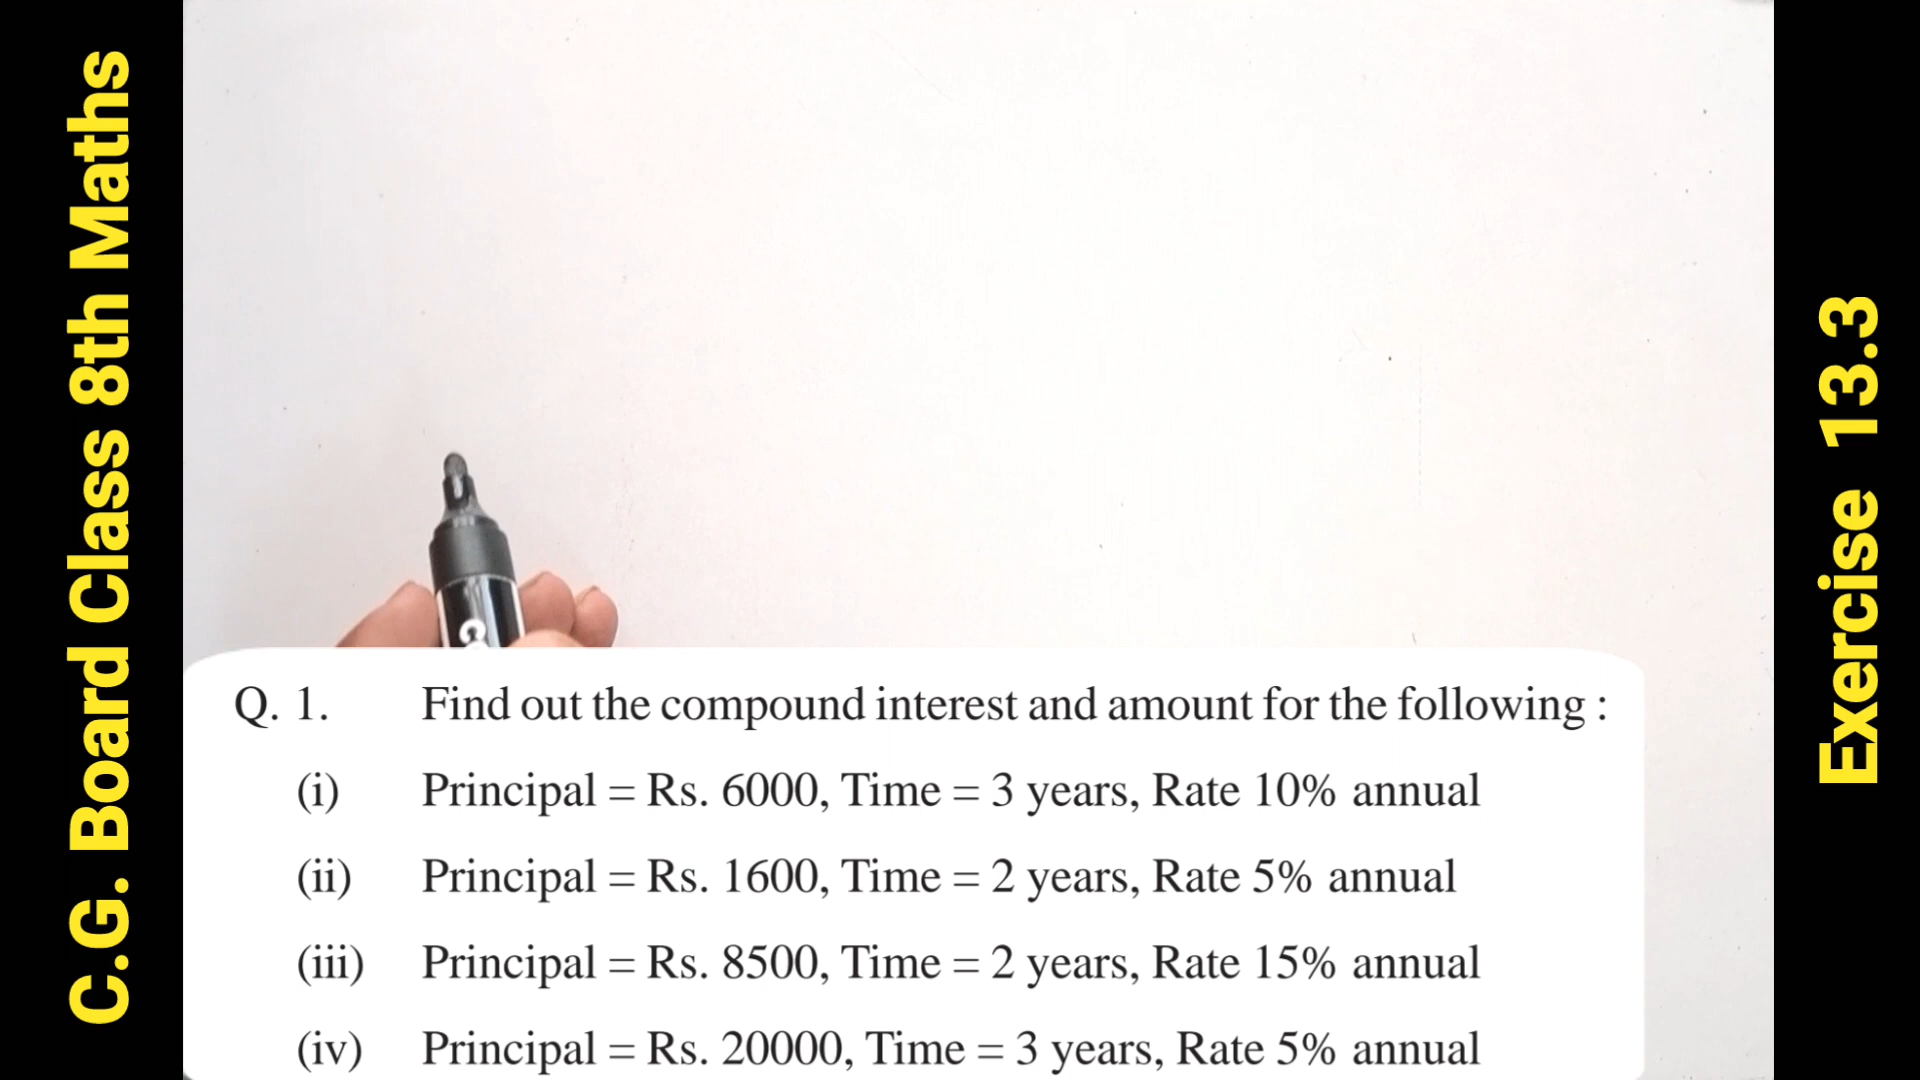 C.G. Board Class 8th Maths
Q. 1. Find out the compound interest and amount for the following :
(i) Principal = Rs. 6000, Time = 3 years, Rate 10% annual
(ii) Principal = Rs. 1600, Time = 2 years, Rate 5% annual
(iii) Principal = Rs. 8500, Time = 2 years, Rate 15% annual
(iv) Principal = Rs. 20000, Time = 3 years, Rate 5% annual
Exercise 13.3